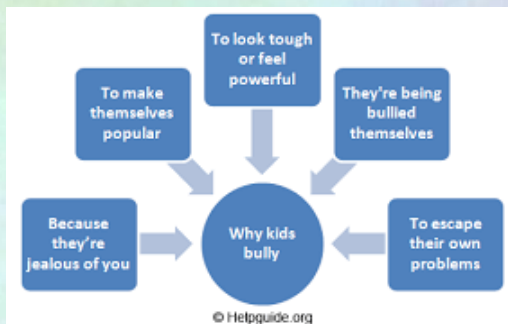 To look tough
or feel
powerful
To make
themselves
popular
They're being
bullied
themselves
Because
they're
jealous of you
Why kids
bully
To escape
their own
problems
© Helpguide.org